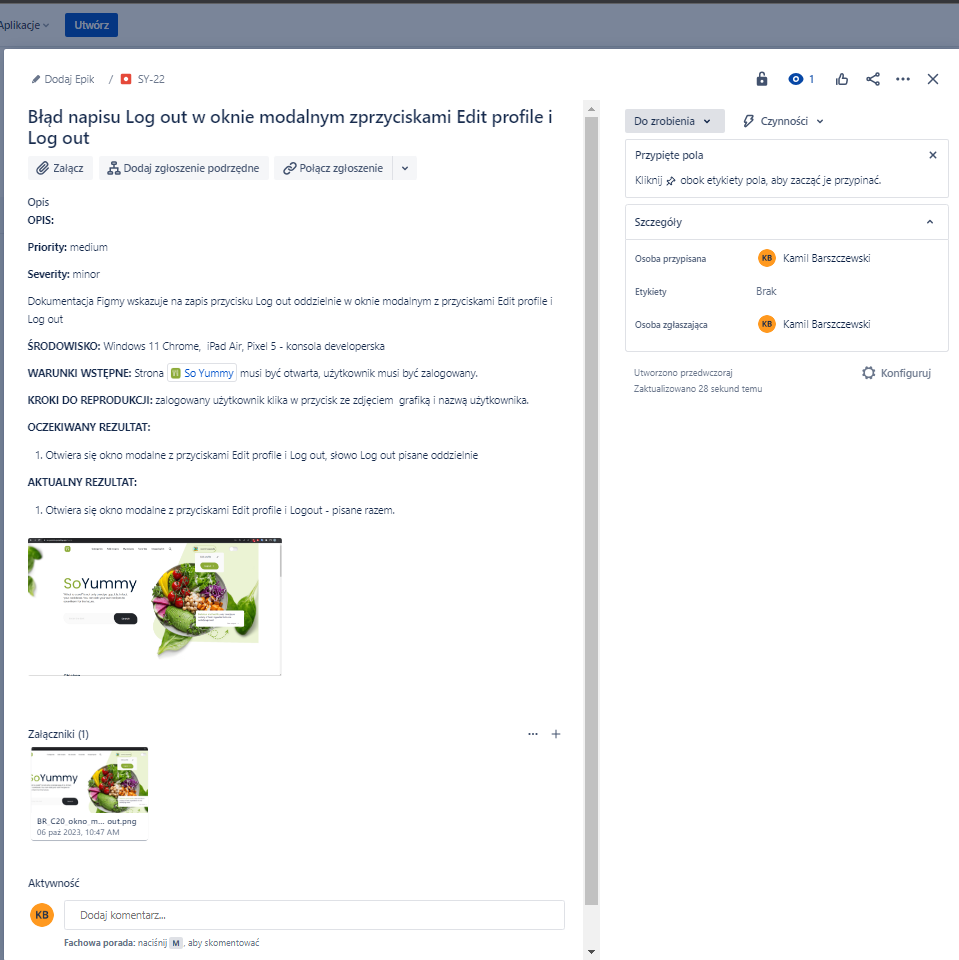 Aplikacje
Utwórz
Dodaj Epik / SY-22
1
Błąd napisu Log out w oknie modalnym zprzyciskami Edit profile i
Log out
Załącz
Dodaj zgłoszenie podrzędne
Połącz zgłoszenie
Opis
OPIS:
Priority: medium
Severity: minor
Dokumentacja Figmy wskazuje na zapis przycisku Log out oddzielnie w oknie modalnym z przyciskami Edit profile i
Log out
ŚRODOWISKO: Windows 11 Chrome, iPad Air, Pixel 5 - konsola developerska
WARUNKI WSTĘPNE: Strona So Yummy musi być otwarta, użytkownik musi być zalogowany.
KROKI DO REPRODUKCJI: zalogowany użytkownik klika w przycisk ze zdjęciem grafiką i nazwą użytkownika.
OCZEKIWANY REZULTAT:
1. Otwiera się okno modalne z przyciskami Edit profile i Log out, słowo Log out pisane oddzielnie
AKTUALNY REZULTAT:
1. Otwiera się okno modalne z przyciskami Edit profile i Logout - pisane razem.
SoYummy
Załączniki (1)
SoYummy
BR_C20_okno_m... out.png
06 paź 2023, 10:47 AM
Aktywność
KB
Dodaj komentarz...
Fachowa porada: naciśnij M, aby skomentować
Do zrobienia
Czynności
Przypięte pola
Kliknij obok etykiety pola, aby zacząć je przypinać.
Szczegóły
Osoba przypisana
KB Kamil Barszczewski
Etykiety
Brak
Osoba zgłaszająca
KB Kamil Barszczewski
Utworzono przedwczoraj
Zaktualizowano 28 sekund temu
Konfiguruj